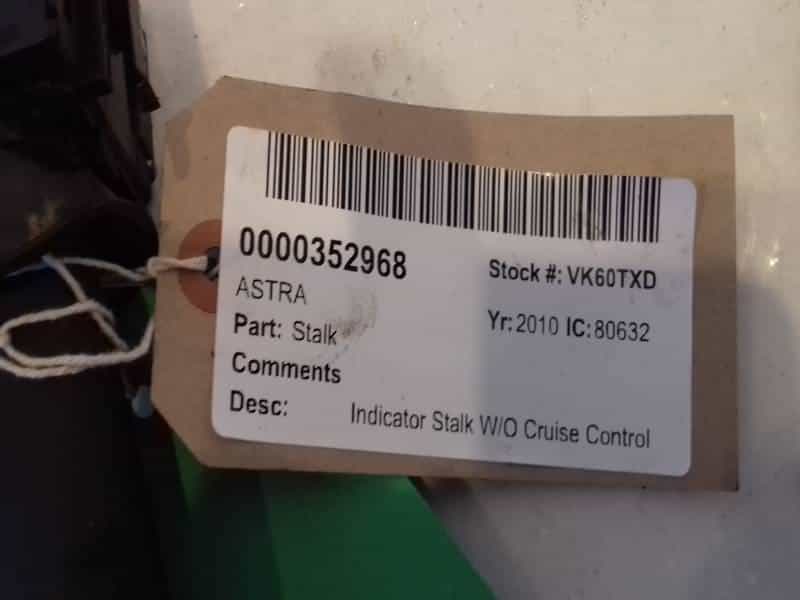 0000352968
Stock #: VK60TXD
ASTRA
Yr: 2010 IC: 80632
Part: Stalk
Comments
Desc: Indicator Stalk W/O Cruise Control